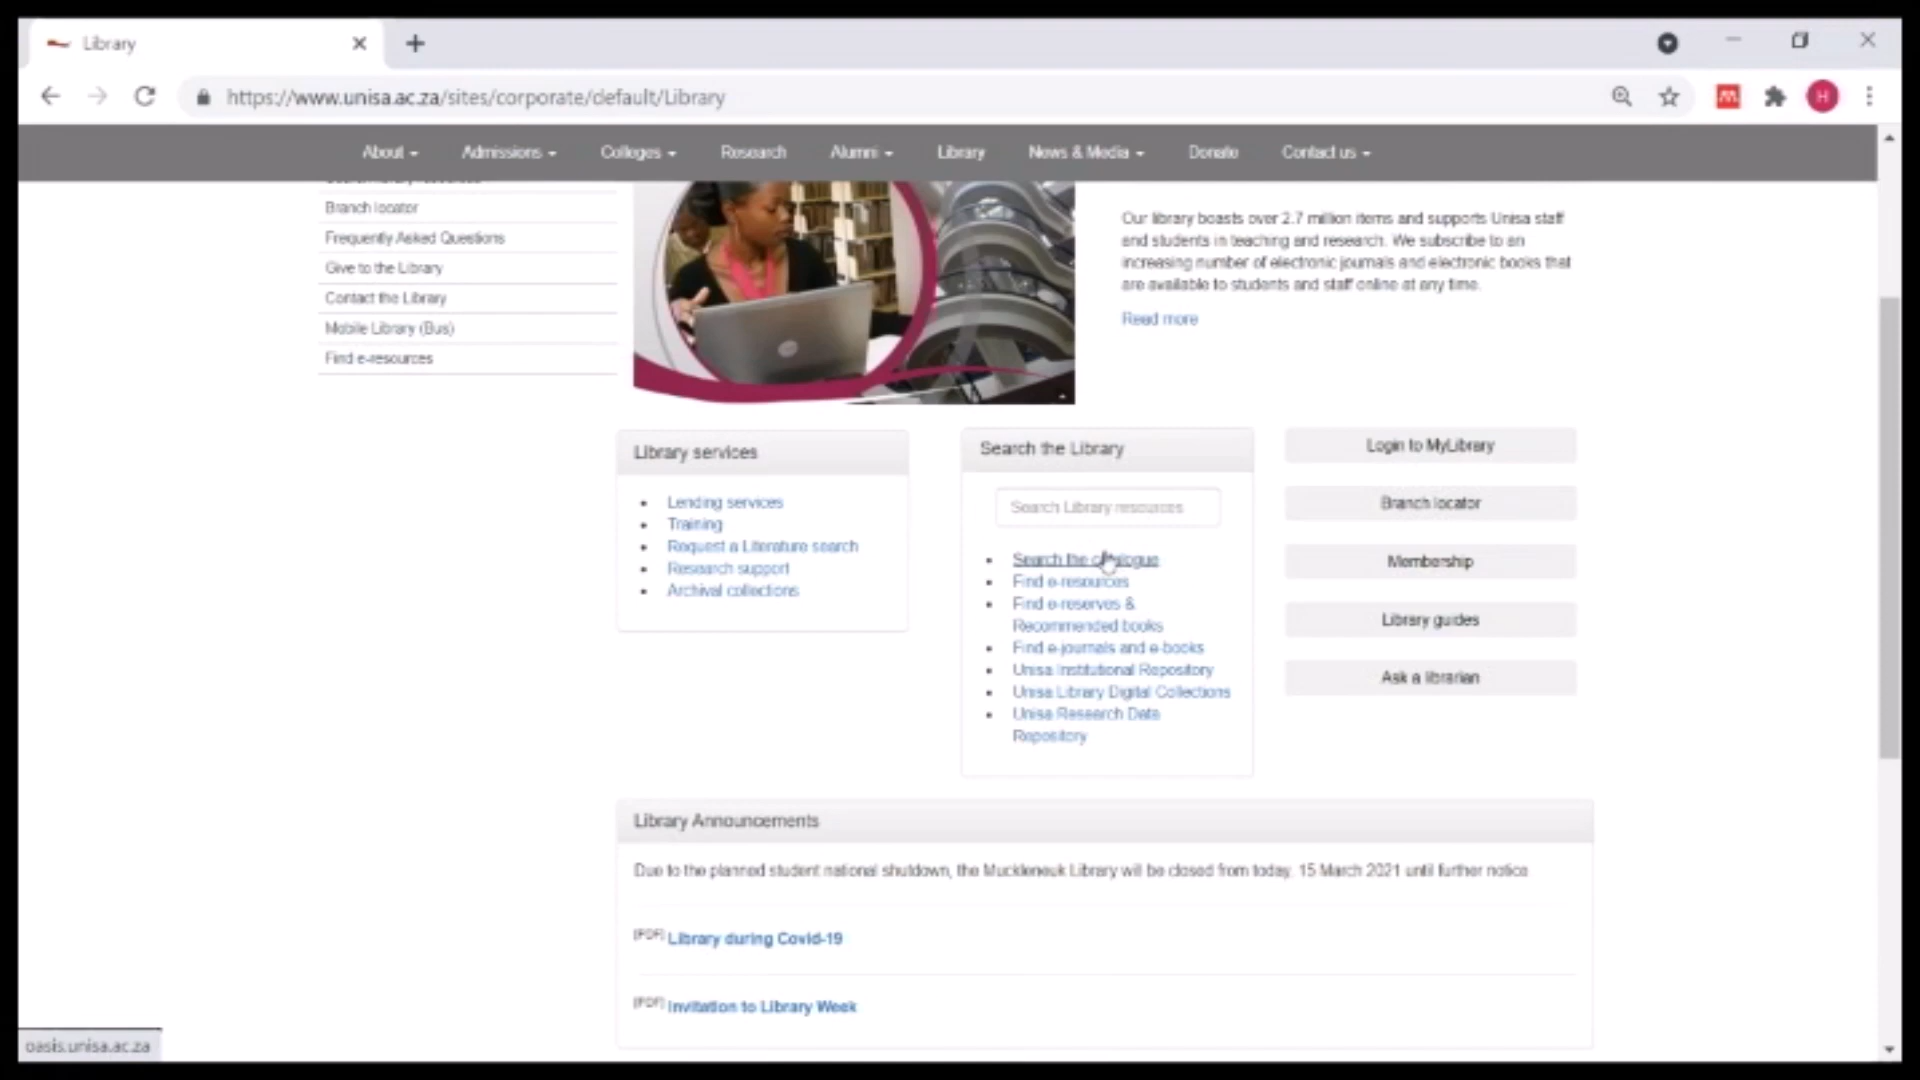 Library
https://www.unisa.ac.za/sites/corporate/default/Library
H
About Admissions Colleges Research Alumni Library News & Media Donate Contact us
Branch locator
Frequently Asked Questions
Give to the Library
Contact the Library
Mobile Library (Bus)
Find e-resources
Our library boasts over 2.7 million items and supports Unisa staff
and students in teaching and research. We subscribe to an
increasing number of electronic journals and electronic books that
are available to students and staff online at any time.
Read more
Library services
Lending services
Training
Request a Literature search
Research support
Archival collections
Search the Library
Search Library resources
Search the catalogue
Find e-resources
Find e-reserves &
Recommended books
Find e-journals and e-books
Unisa Institutional Repository
Unisa Library Digital Collections
Unisa Research Data
Repository
Login to MyLibrary
Branch locator
Membership
Library guides
Ask a librarian
Library Announcements
Due to the planned student national shutdown, the Muckleneuk Library will be closed from today, 15 March 2021 until further notice
[PDF] Library during Covid-19
[PDF] Invitation to Library Week
oasis.unisa.ac.za